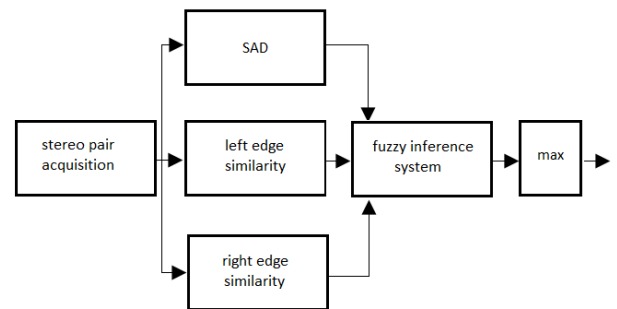 SAD
stereo pair
acquisition
left edge
similarity
fuzzy inference
system
max
right edge
similarity